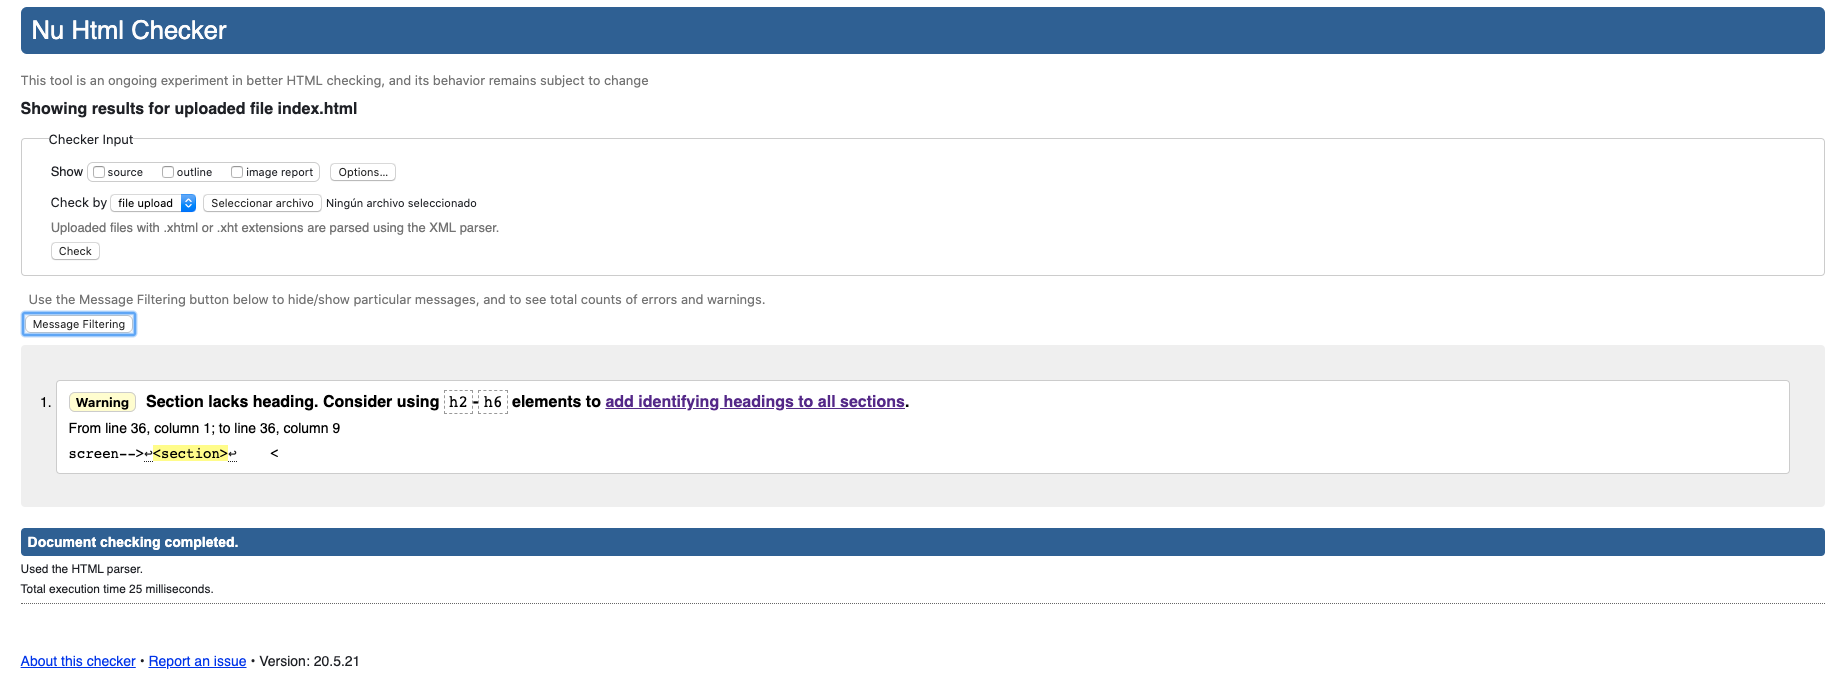 Nu Html Checker
This tool is an ongoing experiment in better HTML checking, and its behavior remains subject to change
Showing results for uploaded file index.html
Checker Input
Show source outline image report Options...
Check by file upload Seleccionar archivo Ningún archivo seleccionado
Uploaded files with .xhtml or .xht extensions are parsed using the XML parser.
Check
Use the Message Filtering button below to hide/show particular messages, and to see total counts of errors and warnings.
Message Filtering
1. Warning Section lacks heading. Consider using h2-h6 elements to add identifying headings to all sections.
From line 36, column 1; to line 36, column 9
screen-->↩<section>↩    <
Document checking completed.
Used the HTML parser.
Total execution time 25 milliseconds.
About this checker • Report an issue • Version: 20.5.21